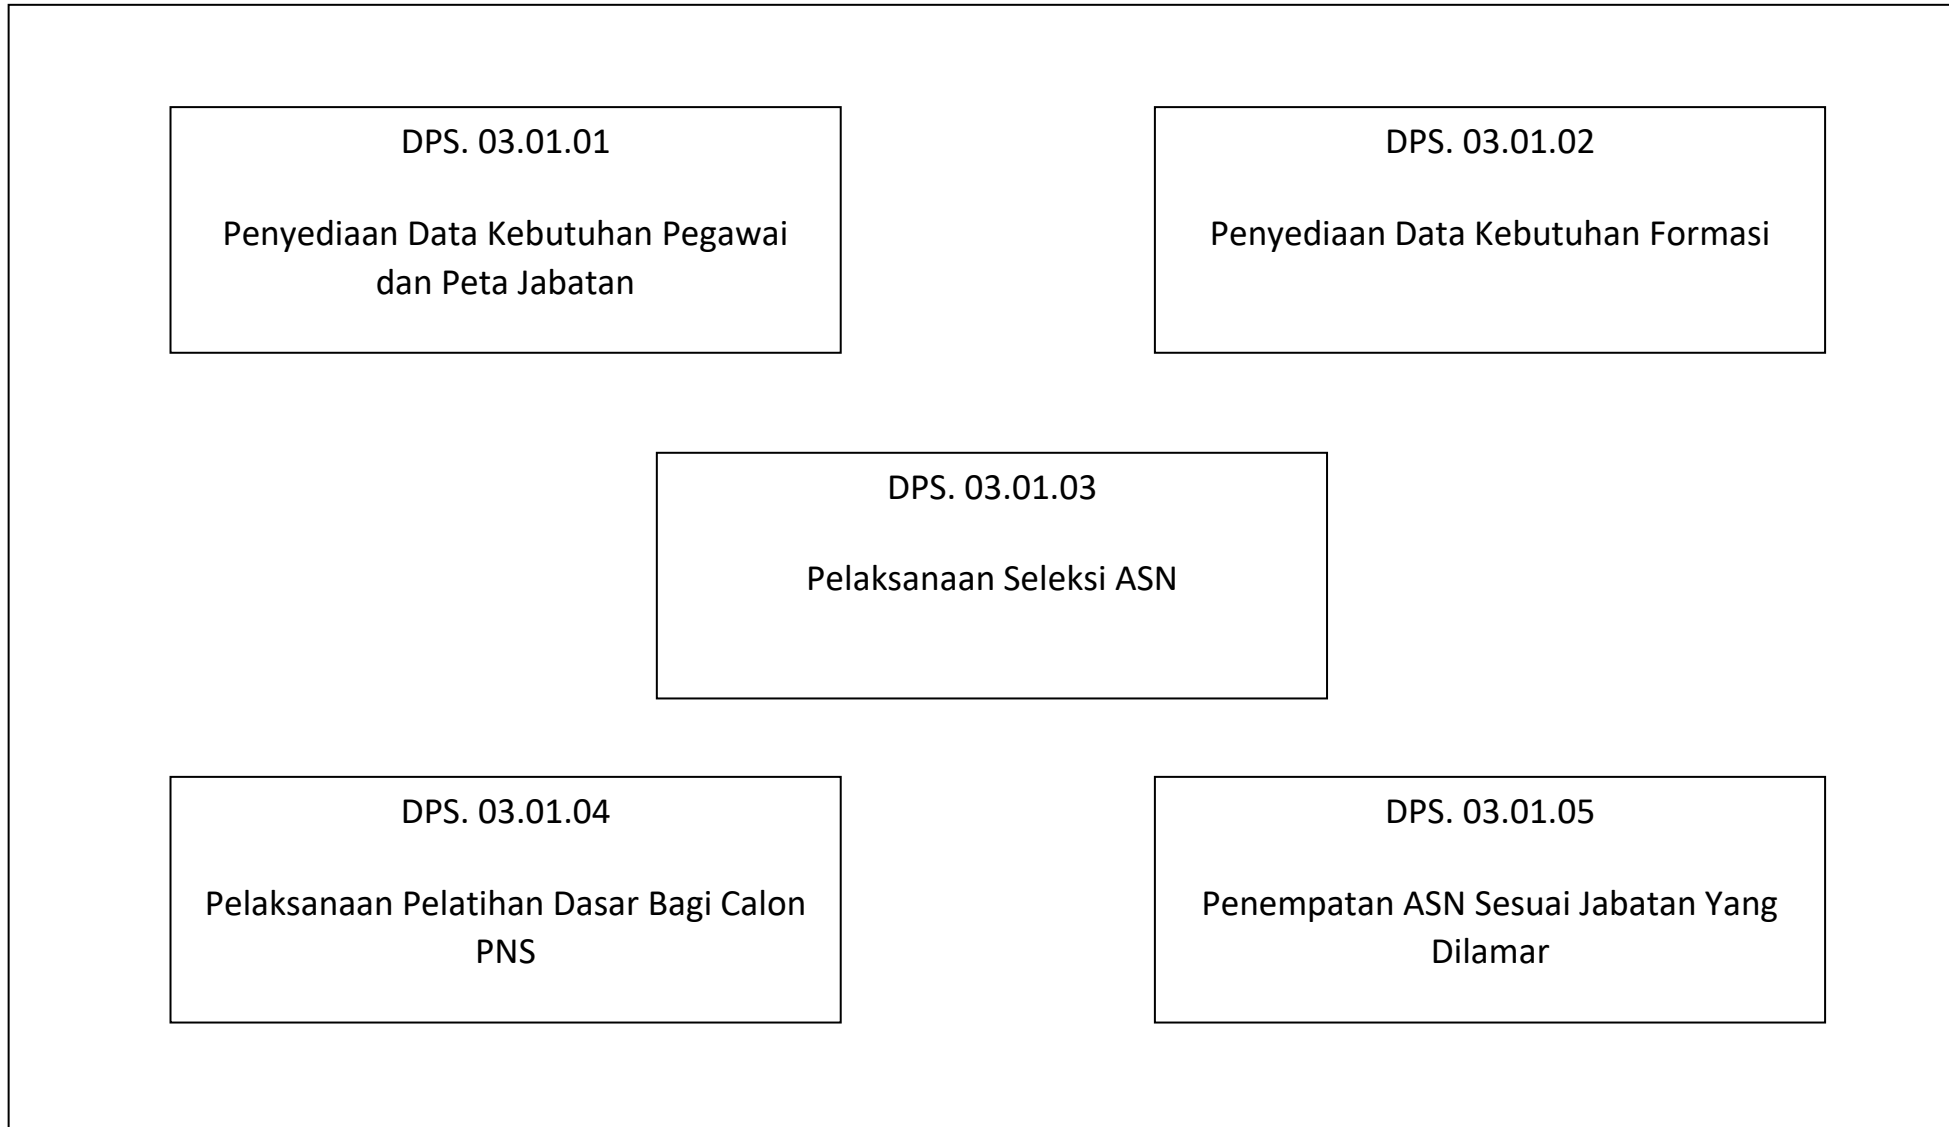 DPS. 03.01.01
Penyediaan Data Kebutuhan Pegawai
dan Peta Jabatan
DPS. 03.01.02
Penyediaan Data Kebutuhan Formasi
DPS. 03.01.03
Pelaksanaan Seleksi ASN
DPS. 03.01.04
Pelaksanaan Pelatihan Dasar Bagi Calon
PNS
DPS. 03.01.05
Penempatan ASN Sesuai Jabatan Yang
Dilamar